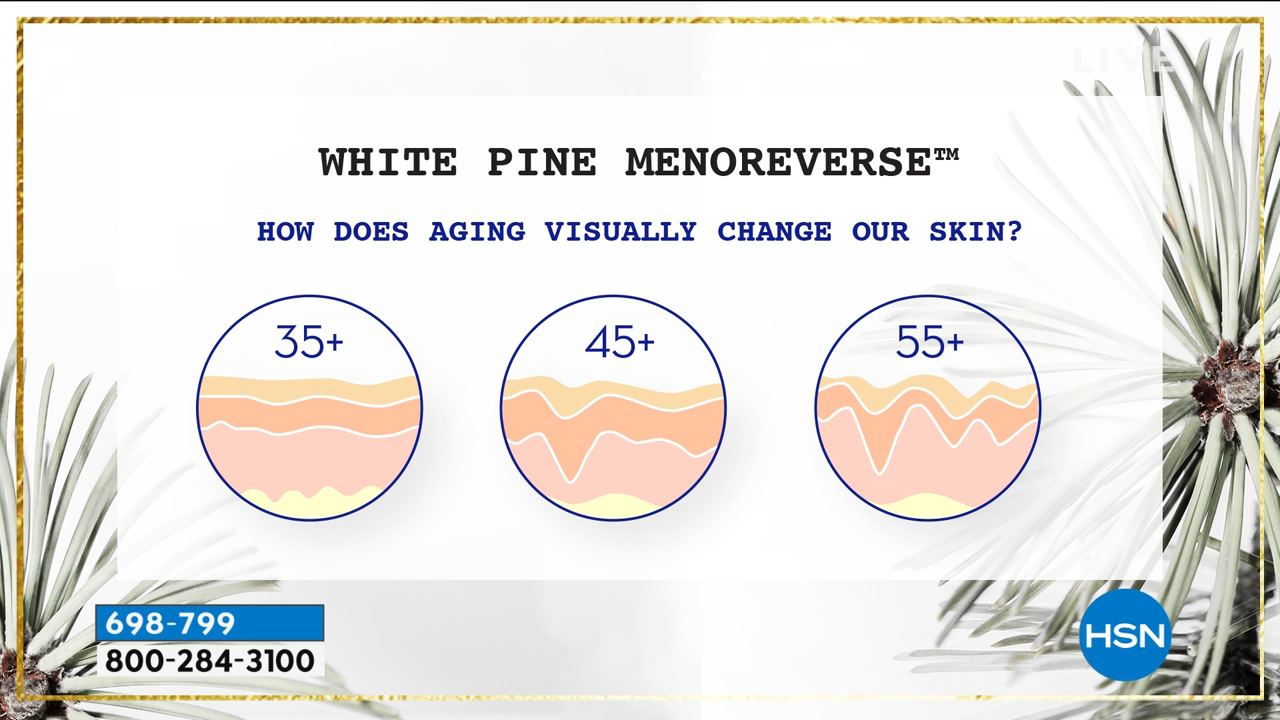 LIVE
WHITE PINE MENOREVERSE™
HOW DOES AGING VISUALLY CHANGE OUR SKIN?
35+
45+
55+
698-799
800-284-3100
HSN